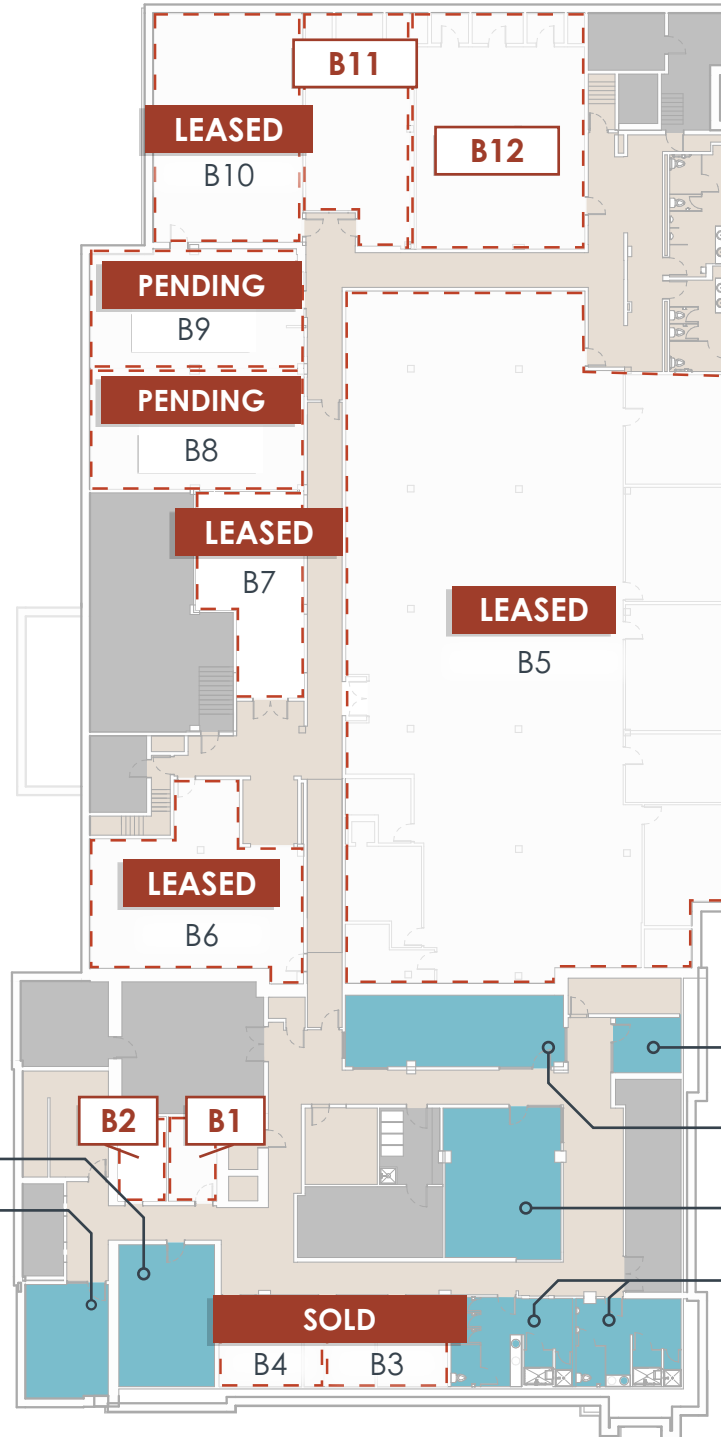 B11
LEASED
B10
B12
PENDING
B9
PENDING
B8
LEASED
B7
LEASED
B5
LEASED
B6
B2
B1
SOLD
B4
B3